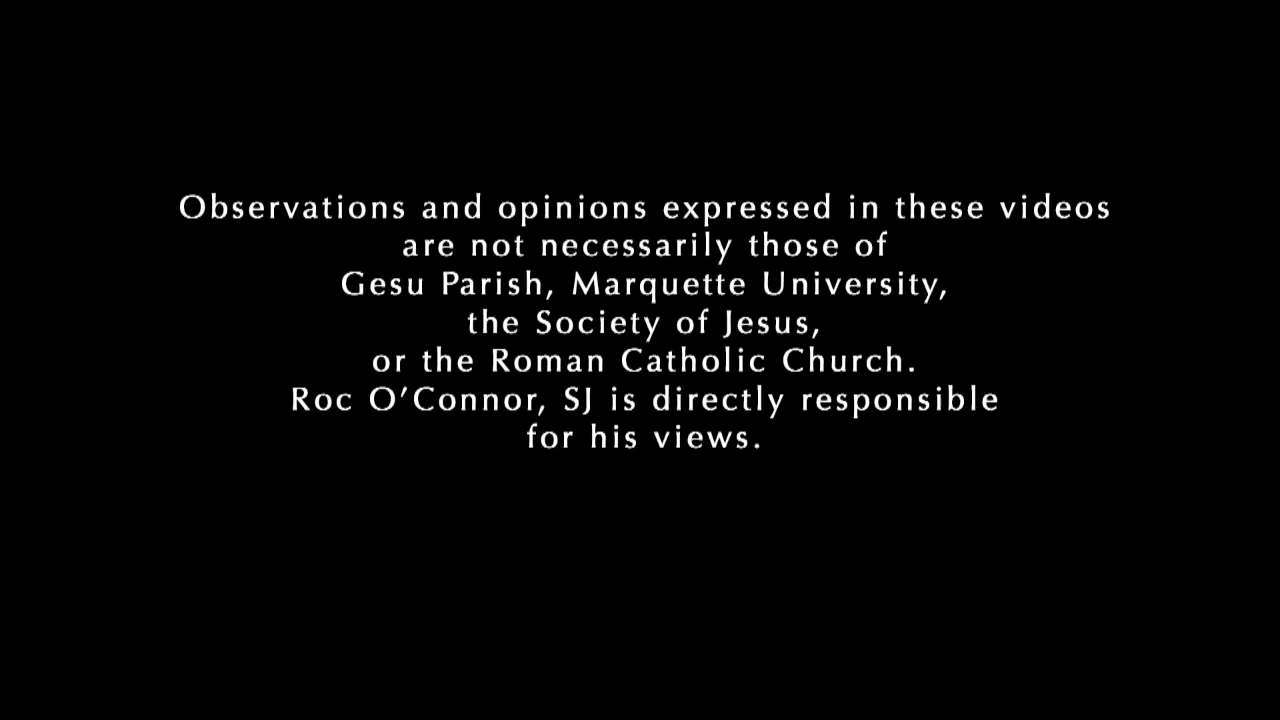 Observations and opinions expressed in these videos
are not necessarily those of
Gesu Parish, Marquette University,
the Society of Jesus,
or the Roman Catholic Church.
Roc O’Connor, SJ is directly responsible
for his views.